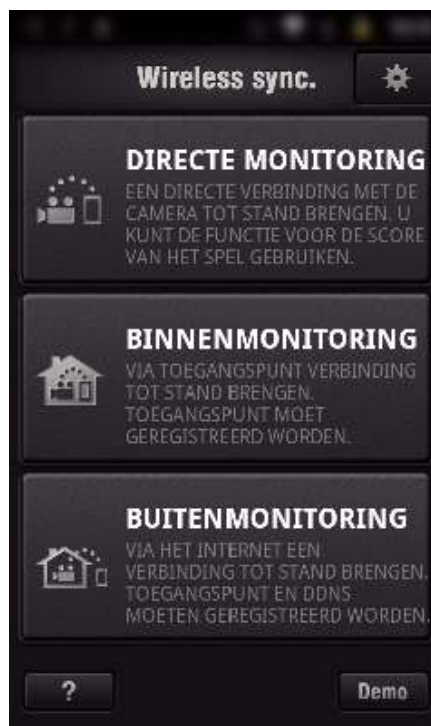 Wireless sync.
DIRECTE MONITORING
EEN DIRECTE VERBINDING MET DE
CAMERA TOT STAND BRENGEN. U
KUNT DE FUNCTIE VOOR DE SCORE
VAN HET SPEL GEBRUIKEN.
BINNENMONITORING
VIA TOEGANGSPUNT VERBINDING
TOT STAND BRENGEN.
TOEGANGSPUNT MOET
GEREGISTREERD WORDEN.
BUITENMONITORING
VIA HET INTERNET EEN
VERBINDING TOT STAND BRENGEN.
TOEGANGSPUNT EN DDNS
MOETEN GEREGISTREERD WORDEN.
?
Demo